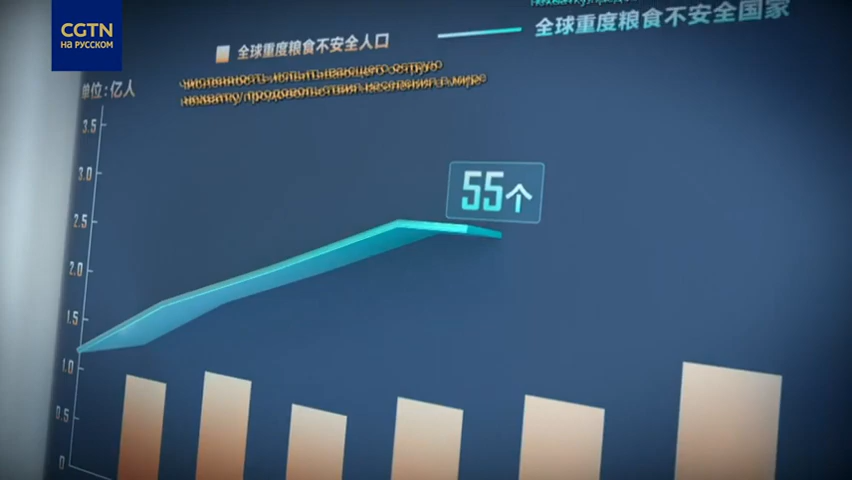 CGTN
НА РУССКОМ
全球重度粮食不安全国家
全球重度粮食不安全人口
численность испытывающего острую
нехватку продовольствия населения в мире
单位:亿人
3.5
3.0
55个
2.5
2.0
1.5
1.0
0.5
0